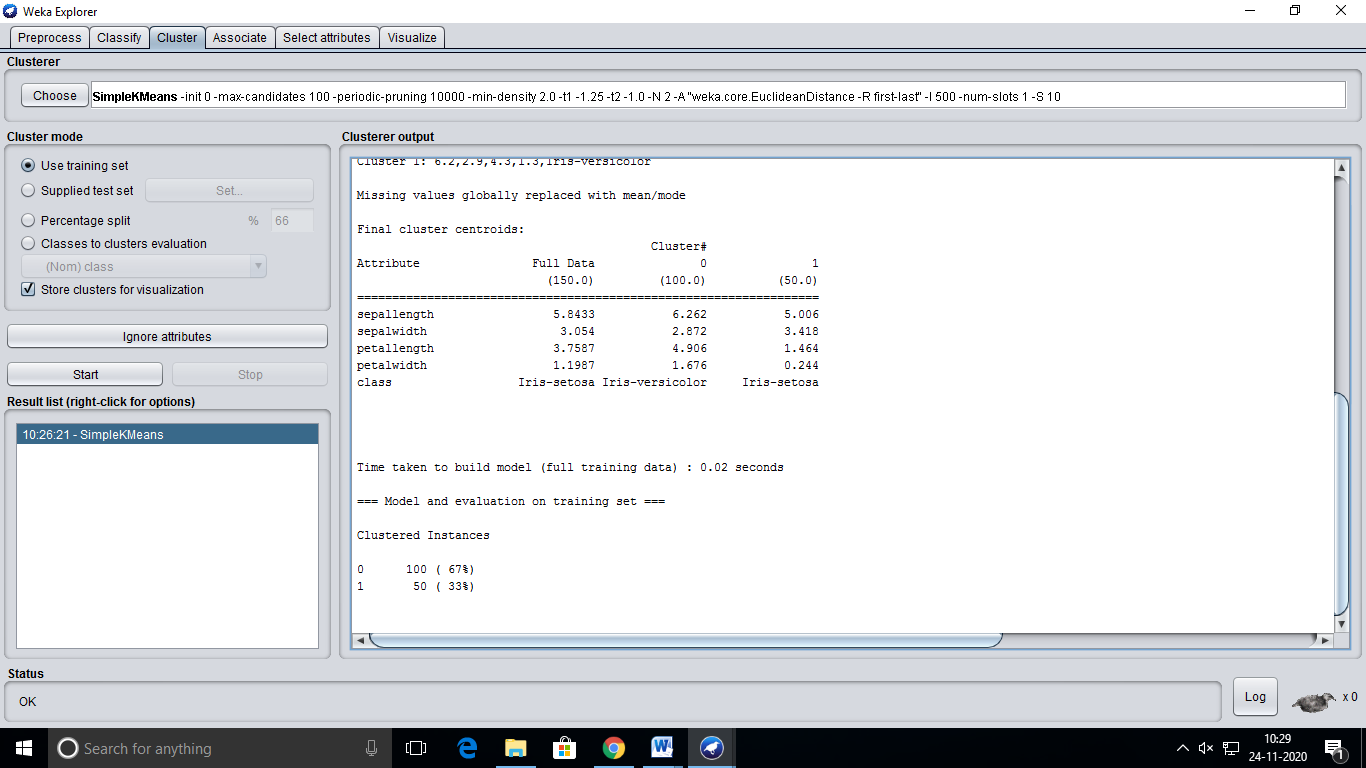 Weka Explorer
Preprocess Classify Cluster Associate Select attributes Visualize
Clusterer
Choose SimpleKMeans -init 0 -max-candidates 100 -periodic-pruning 10000 -min-density 2.0 -t1 -1.25 -t2 -1.0 -N 2 -A "weka.core.EuclideanDistance -R first-last" -I 500 -num-slots 1 -S 10
Cluster mode
Use training set
Supplied test set Set...
Percentage split % 66
Classes to clusters evaluation
(Nom) class
Store clusters for visualization
Ignore attributes
Start Stop
Result list (right-click for options)
10:26:21 - SimpleKMeans
Clusterer output
Cluster 1: 6.2,2.9,4.3,1.3,Iris-versicolor
Missing values globally replaced with mean/mode
Final cluster centroids:
Cluster#
Attribute Full Data 0 1
(150.0) (100.0) (50.0)
==================================================================
sepallength 5.8433 6.262 5.006
sepalwidth 3.054 2.872 3.418
petallength 3.7587 4.906 1.464
petalwidth 1.1987 1.676 0.244
class Iris-setosa Iris-versicolor Iris-setosa
Time taken to build model (full training data) : 0.02 seconds
=== Model and evaluation on training set ===
Clustered Instances
0 100 ( 67%)
1 50 ( 33%)
Status
OK
Log x 0
Search for anything
10:29
24-11-2020
1